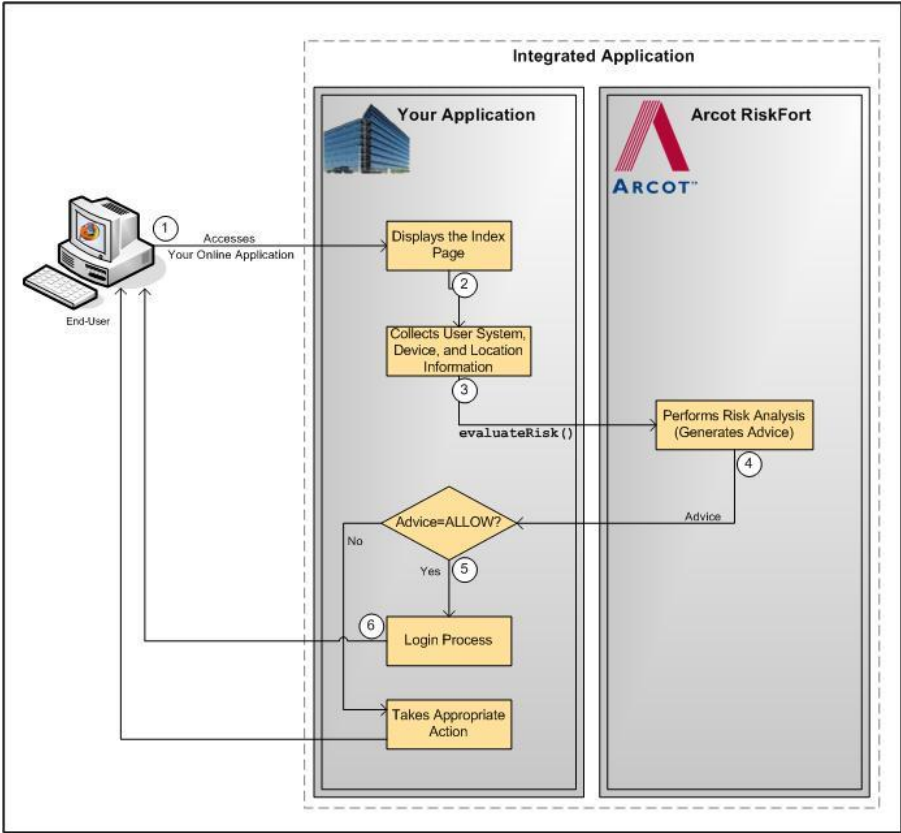 Integrated Application
Your Application
Arcot RiskFort
ARCOT™
1
Accesses
Your Online Application
End-User
Displays the Index
Page
2
Collects User System,
Device, and Location
Information
3
evaluateRisk()
Performs Risk Analysis
(Generates Advice)
4
Advice
Advice=ALLOW?
No
Yes
5
6
Login Process
Takes Appropriate
Action